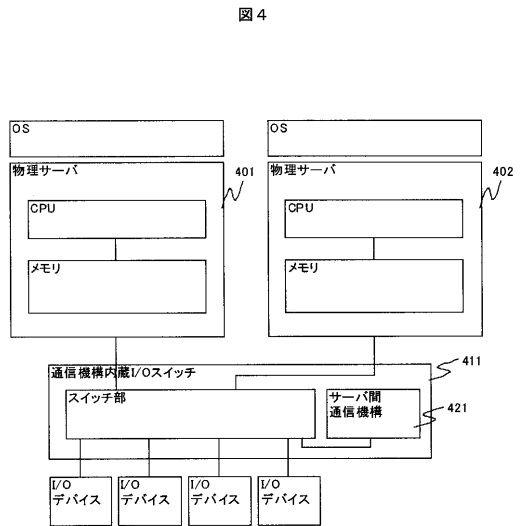 図4
OS
OS
物理サーバ
401
物理サーバ
402
CPU
CPU
メモリ
メモリ
通信機構内蔵I/Oスイッチ
411
スイッチ部
サーバ間
通信機構
421
I/O
デバイス
I/O
デバイス
I/O
デバイス
I/O
デバイス